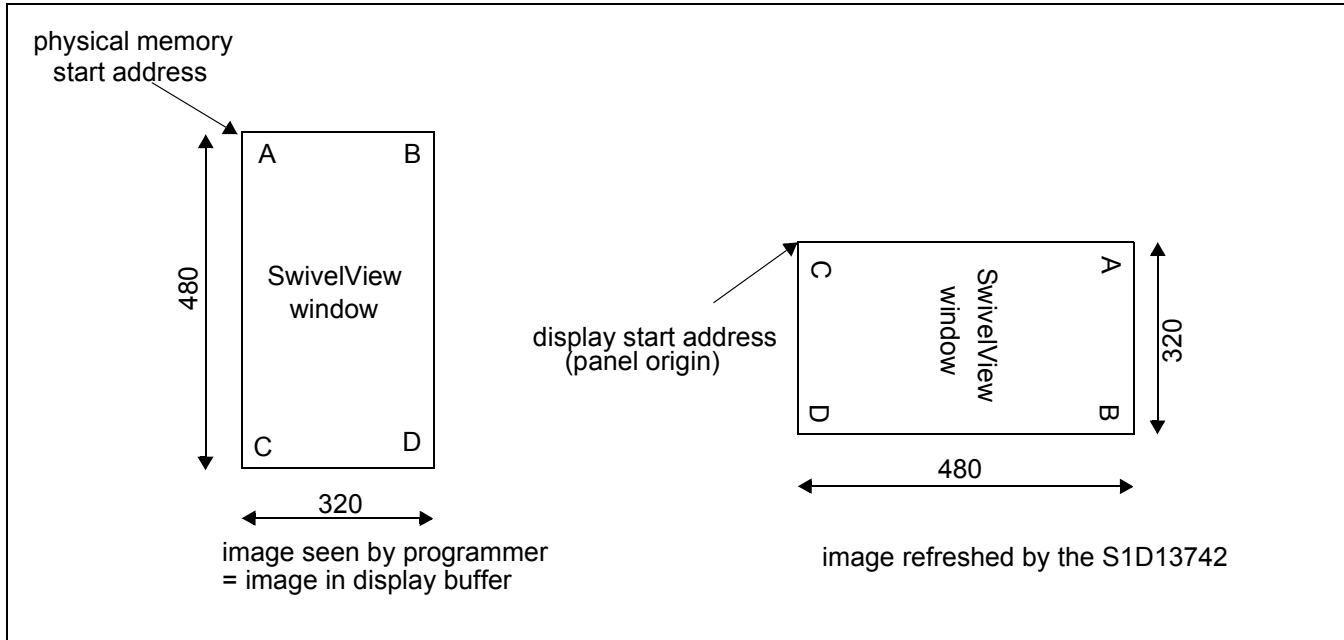 physical memory
start address
A
B
480
SwivelView
window
C
D
320
image seen by programmer
= image in display buffer
display start address
(panel origin)
C
A
SwivelView
window
D
B
320
480
image refreshed by the S1D13742